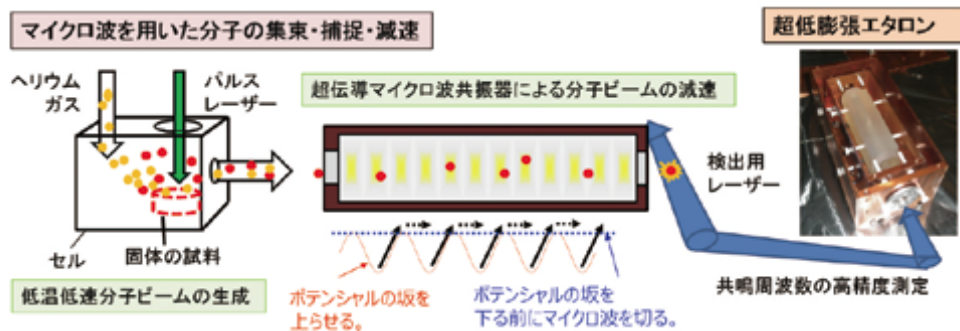 マイクロ波を用いた分子の集束・捕捉・減速
超低膨張エタロン
ヘリウム
ガス
パルス
レーザー
超伝導マイクロ波共振器による分子ビームの減速
検出用
レーザー
セル
固体の試料
低温低速分子ビームの生成
ポテンシャルの坂を
上らせる。
ポテンシャルの坂を
下る前にマイクロ波を切る。
共鳴周波数の高精度測定